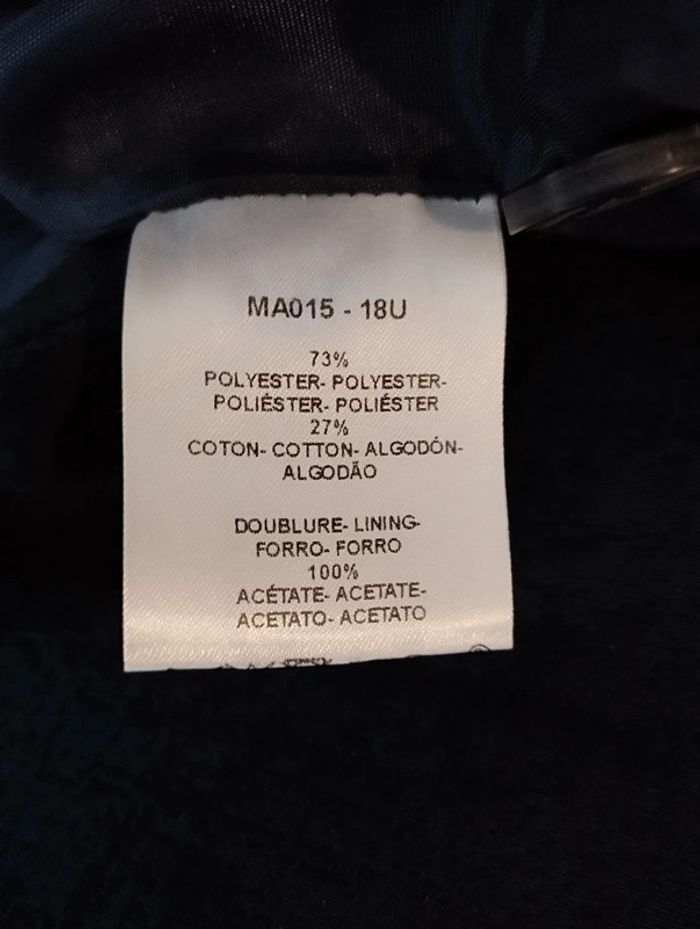 MA015 - 18U
73%
POLYESTER- POLYESTER-
POLIÉSTER- POLIÉSTER
27%
COTON- COTTON- ALGODÓN-
ALGODÃO
DOUBLURE- LINING-
FORRO- FORRO
100%
ACÉTATE- ACETATE-
ACETATO- ACETATO